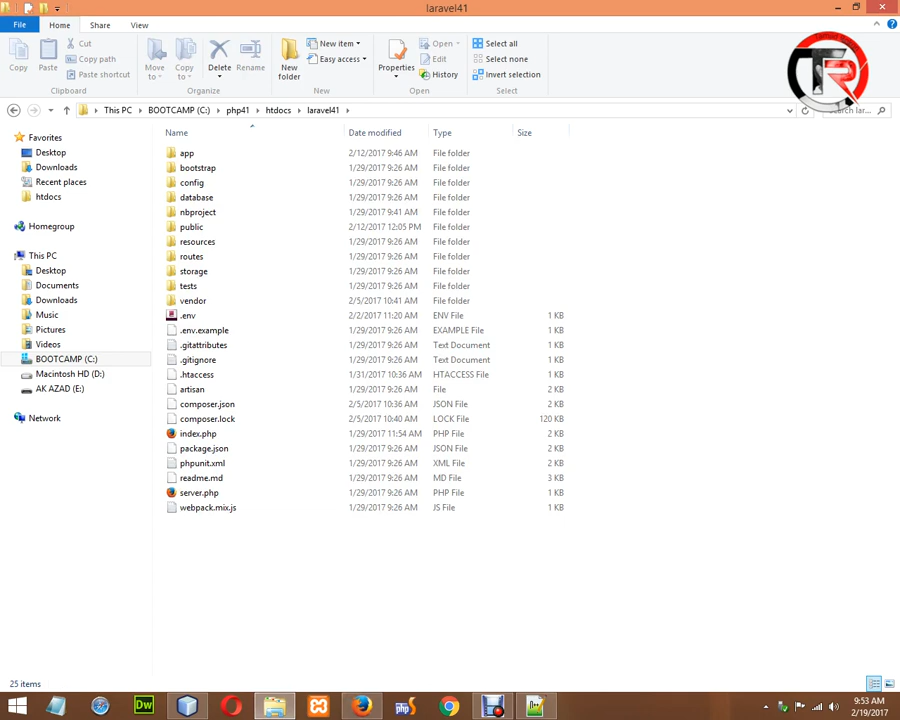 laravel41
File
Home
Share
View
Copy
Paste
Cut
Copy path
Paste shortcut
Clipboard
Move to
Copy to
Delete
Rename
Organize
New folder
New item
Easy access
New
Properties
Open
Edit
History
Open
Select all
Select none
Invert selection
Select
TR
This PC
BOOTCAMP (C:)
php41
htdocs
laravel41
Search lar...
Favorites
Desktop
Downloads
Recent places
htdocs
Homegroup
This PC
Desktop
Documents
Downloads
Music
Pictures
Videos
BOOTCAMP (C:)
Macintosh HD (D:)
AK AZAD (E:)
Network
Name Date modified Type Size
app 2/12/2017 9:46 AM File folder
bootstrap 1/29/2017 9:26 AM File folder
config 1/29/2017 9:26 AM File folder
database 1/29/2017 9:26 AM File folder
nbproject 1/29/2017 9:41 AM File folder
public 2/12/2017 12:05 PM File folder
resources 1/29/2017 9:26 AM File folder
routes 1/29/2017 9:26 AM File folder
storage 1/29/2017 9:26 AM File folder
tests 1/29/2017 9:26 AM File folder
vendor 2/5/2017 10:41 AM File folder
.env 2/2/2017 11:20 AM ENV File 1 KB
.env.example 1/29/2017 9:26 AM EXAMPLE File 1 KB
.gitattributes 1/29/2017 9:26 AM Text Document 1 KB
.gitignore 1/29/2017 9:26 AM Text Document 1 KB
.htaccess 1/31/2017 10:36 AM HTACCESS File 1 KB
artisan 1/29/2017 9:26 AM File 2 KB
composer.json 2/5/2017 10:36 AM JSON File 2 KB
composer.lock 2/5/2017 10:40 AM LOCK File 120 KB
index.php 1/29/2017 11:54 AM PHP File 2 KB
package.json 1/29/2017 9:26 AM JSON File 2 KB
phpunit.xml 1/29/2017 9:26 AM XML File 2 KB
readme.md 1/29/2017 9:26 AM MD File 3 KB
server.php 1/29/2017 9:26 AM PHP File 1 KB
webpack.mix.js 1/29/2017 9:26 AM JS File 1 KB
25 items
Dw
php
9:53 AM
2/19/2017